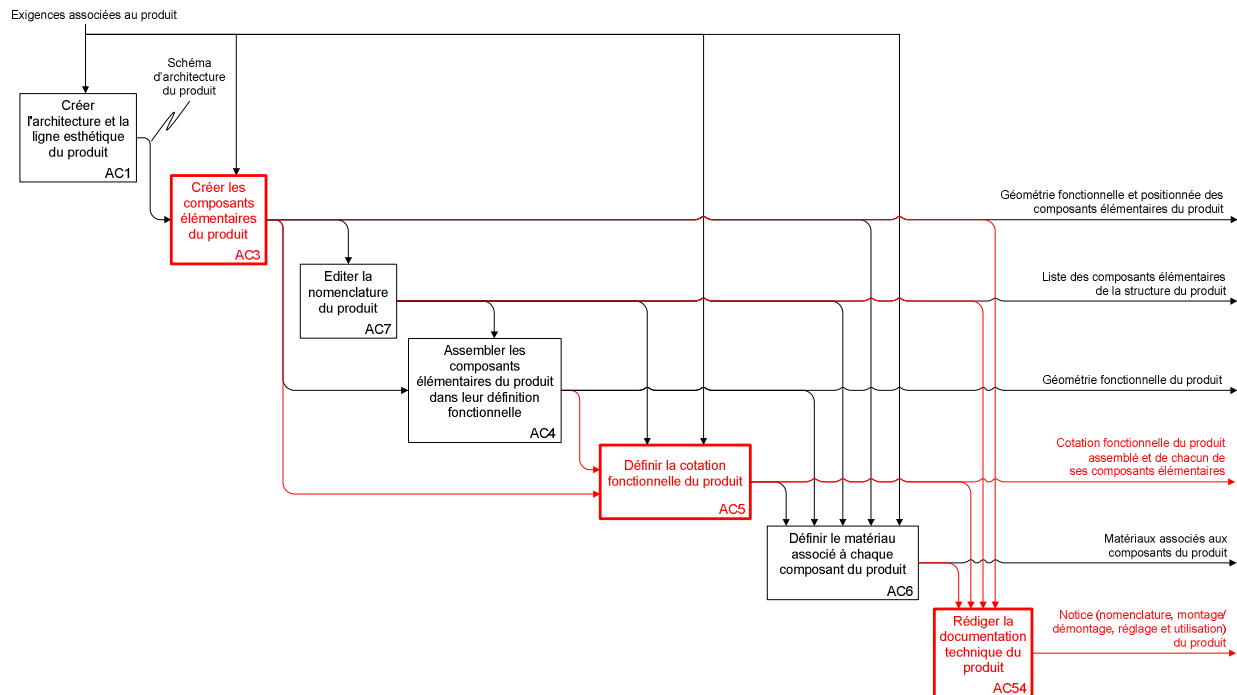 Exigences associées au produit
Schéma
d'architecture
du produit
Créer
l'architecture et la
ligne esthétique
du produit
AC1
Créer les
composants
élémentaires
du produit
AC3
Géométrie fonctionnelle et positionnée des
composants élémentaires du produit
Editer la
nomenclature
du produit
AC7
Liste des composants élémentaires
de la structure du produit
Assembler les
composants
élémentaires du produit
dans leur définition
fonctionnelle
AC4
Géométrie fonctionnelle du produit
Définir la cotation
fonctionnelle du produit
AC5
Cotation fonctionnelle du produit
assemblé et de chacun de
ses composants élémentaires
Définir le matériau
associé à chaque
composant du produit
AC6
Matériaux associés aux
composants du produit
Rédiger la
documentation
technique du
produit
AC54
Notice (nomenclature, montage/
démontage, réglage et utilisation)
du produit